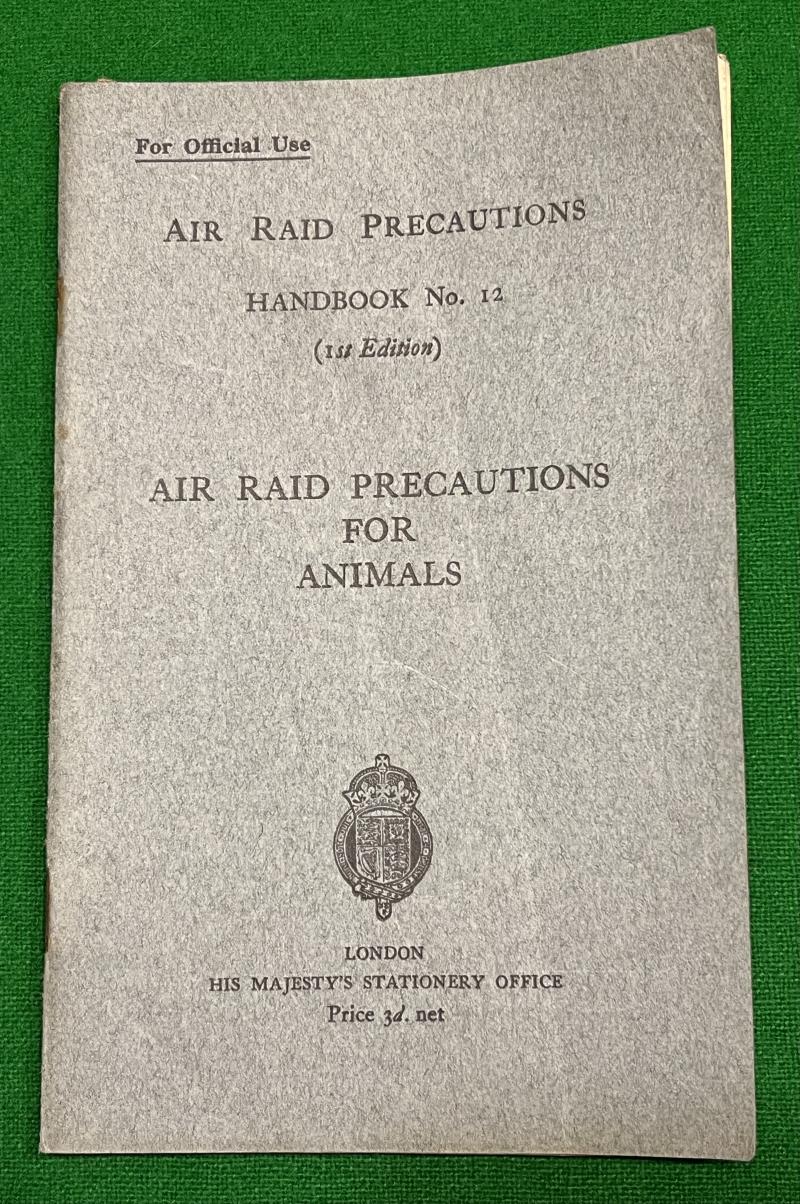 For Official Use
AIR RAID PRECAUTIONS
HANDBOOK No. 12
(1st Edition)
AIR RAID PRECAUTIONS
FOR
ANIMALS
LONDON
HIS MAJESTY'S STATIONERY OFFICE
Price 3d. net